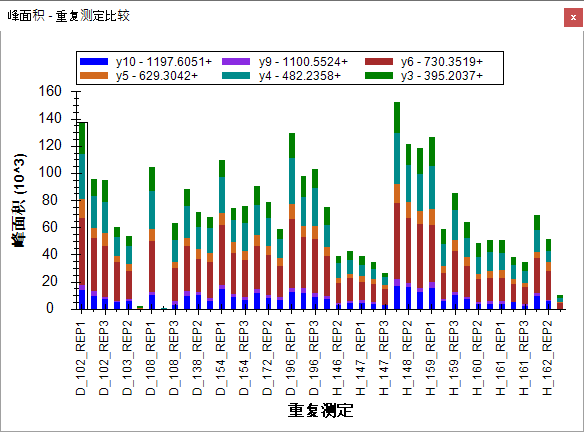 峰面积 - 重复测定比较
x
y10 - 1197.6051+ y9 - 1100.5524+ y6 - 730.3519+
y5 - 629.3042+ y4 - 482.2358+ y3 - 395.2037+
峰面积 (10^3)
160
140
120
100
80
60
40
20
0
D_102_REP1
D_102_REP3
D_103_REP2
D_108_REP1
D_108_REP3
D_138_REP2
D_154_REP1
D_154_REP3
D_172_REP2
D_196_REP1
D_196_REP3
H_146_REP2
H_147_REP1
H_147_REP3
H_148_REP2
H_159_REP1
H_159_REP3
H_160_REP2
H_161_REP1
H_161_REP3
H_162_REP2
重复测定